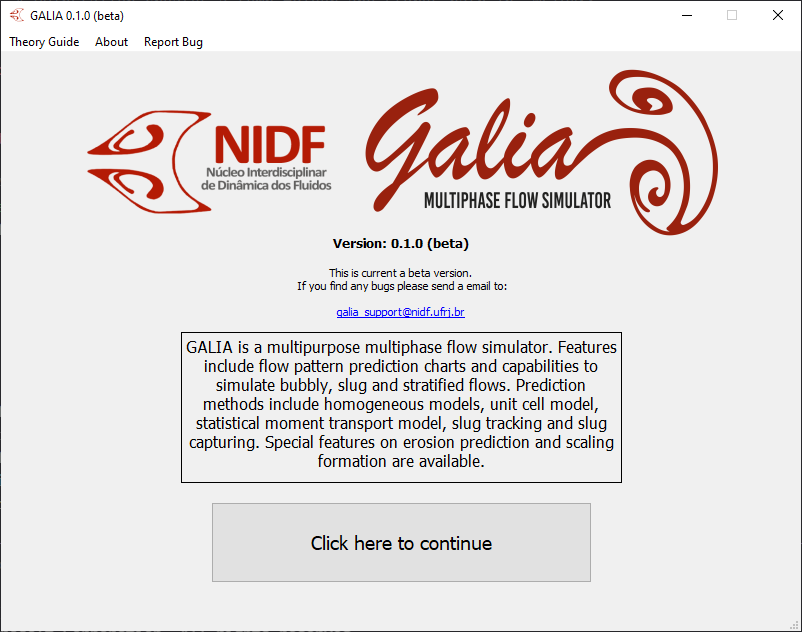 GALIA 0.1.0 (beta)
Theory Guide About Report Bug
NIDF
Núcleo Interdisciplinar
de Dinâmica dos Fluidos
Galia
MULTIPHASE FLOW SIMULATOR
Version: 0.1.0 (beta)
This is current a beta version.
If you find any bugs please send a email to:
galia_support@nidf.ufrj.br
GALIA is a multipurpose multiphase flow simulator. Features
include flow pattern prediction charts and capabilities to
simulate bubbly, slug and stratified flows. Prediction
methods include homogeneous models, unit cell model,
statistical moment transport model, slug tracking and slug
capturing. Special features on erosion prediction and scaling
formation are available.
Click here to continue